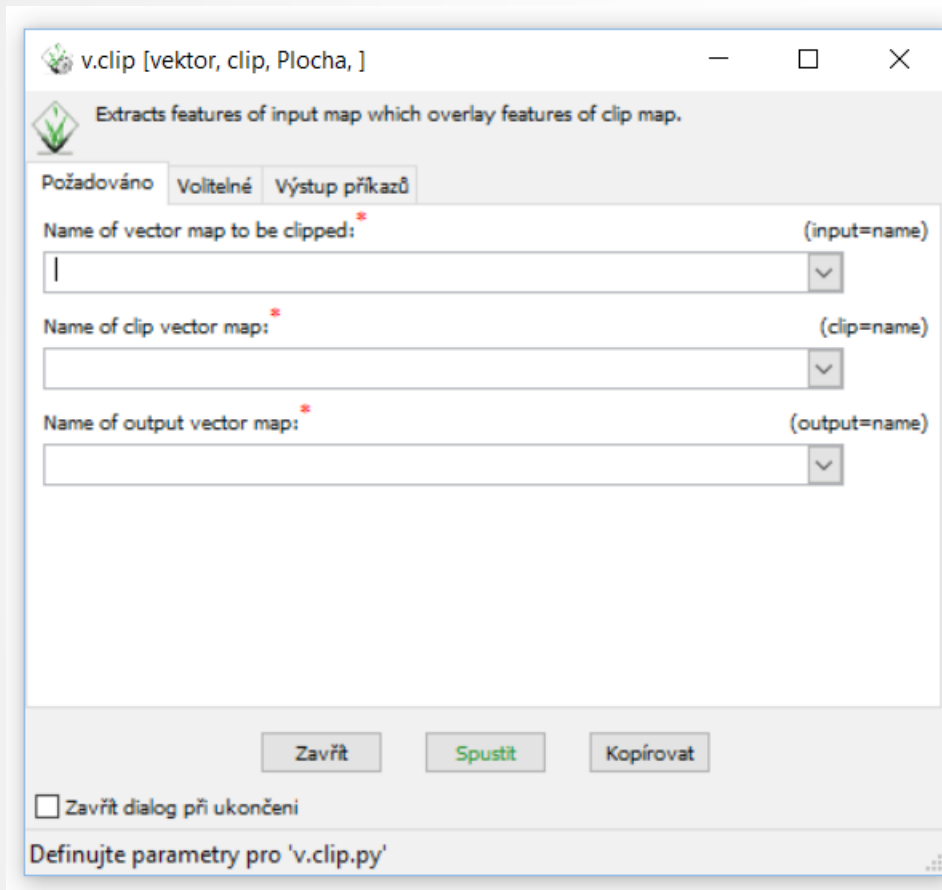 v.clip [vektor, clip, Plocha, ]
Extracts features of input map which overlay features of clip map.
Požadováno Volitelné Výstup příkazů
Name of vector map to be clipped:* (input=name)
Name of clip vector map:* (clip=name)
Name of output vector map:* (output=name)
Zavřít Spustit Kopírovat
Zavřít dialog při ukončení
Definujte parametry pro 'v.clip.py'